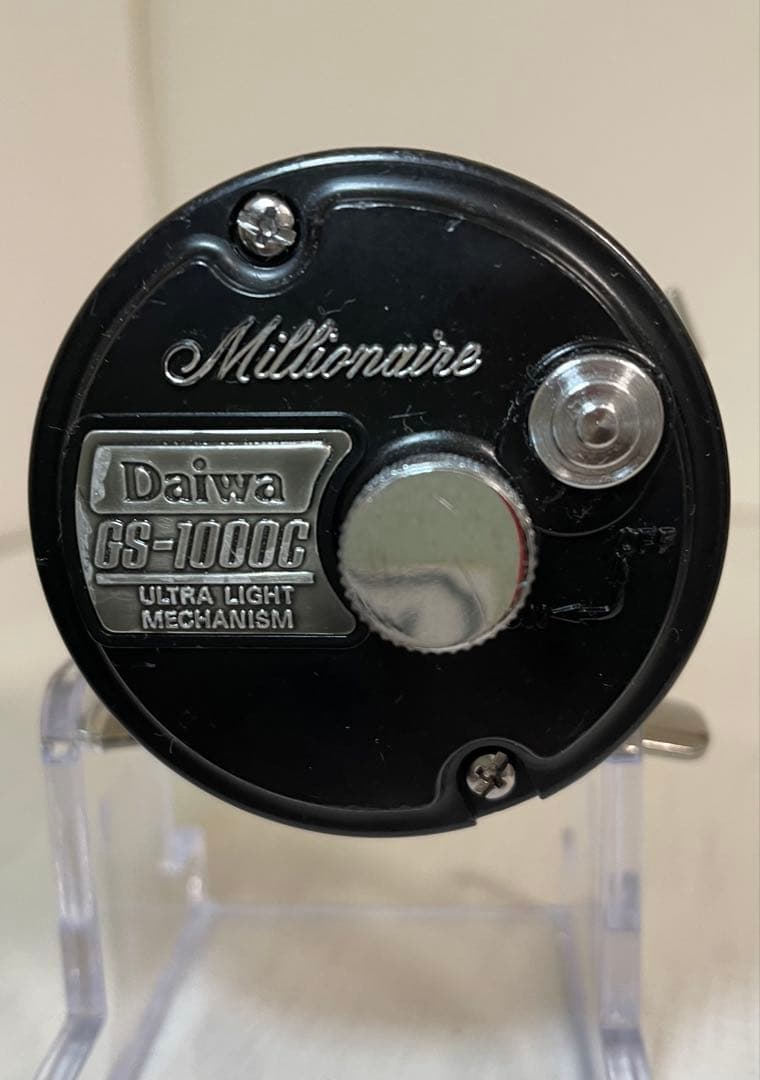 Millionaire
Daiwa
GS-1000C
ULTRA LIGHT
MECHANISM